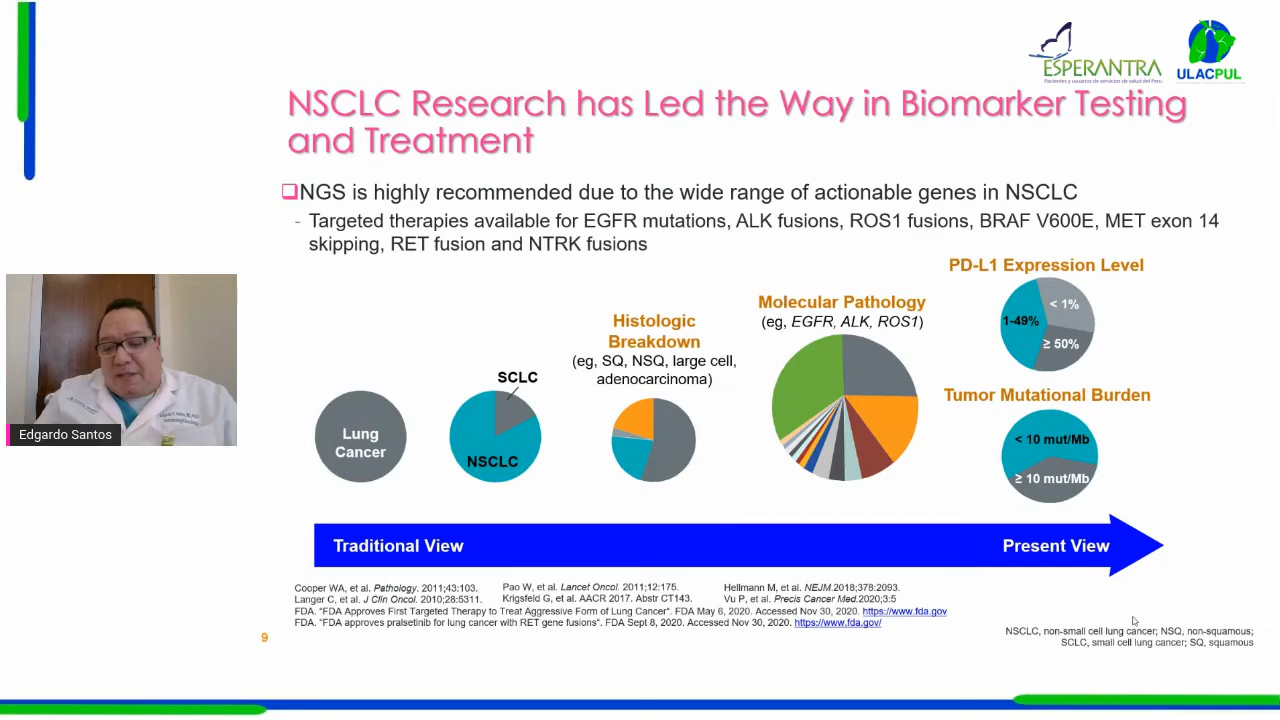 ESPERANTRA
Pacientes y usuarios de servicios de salud del Perú
ULACPUL
NSCLC Research has Led the Way in Biomarker Testing
and Treatment
NGS is highly recommended due to the wide range of actionable genes in NSCLC
- Targeted therapies available for EGFR mutations, ALK fusions, ROS1 fusions, BRAF V600E, MET exon 14
skipping, RET fusion and NTRK fusions
PD-L1 Expression Level
< 1%
1-49%
≥ 50%
Molecular Pathology
(eg, EGFR, ALK, ROS1)
Histologic
Breakdown
(eg, SQ, NSQ, large cell,
adenocarcinoma)
SCLC
NSCLC
Lung
Cancer
Tumor Mutational Burden
< 10 mut/Mb
≥ 10 mut/Mb
Edgardo Santos
Traditional View
Present View
Cooper WA, et al. Pathology. 2011;43:103.
Langer C, et al. J Clin Oncol. 2010;28:5311.
Pao W, et al. Lancet Oncol. 2011;12:175.
Krigsfeld G, et al. AACR 2017. Abstr CT143.
Hellmann M, et al. NEJM.2018;378:2093.
Vu P, et al. Precis Cancer Med.2020;3:5
FDA. "FDA Approves First Targeted Therapy to Treat Aggressive Form of Lung Cancer". FDA May 6, 2020. Accessed Nov 30, 2020. https://www.fda.gov
FDA. "FDA approves pralsetinib for lung cancer with RET gene fusions". FDA Sept 8, 2020. Accessed Nov 30, 2020. https://www.fda.gov/
9
NSCLC, non-small cell lung cancer; NSQ, non-squamous;
SCLC, small cell lung cancer; SQ, squamous